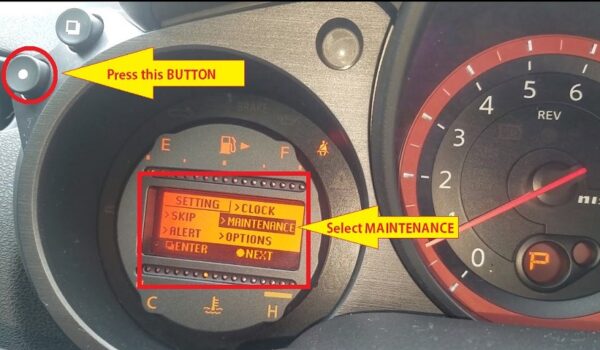 Press this BUTTON
BRAKE
E F
SETTING >CLOCK
>SKIP >MAINTENANCE
>ALERT >OPTIONS
ENTER NEXT
Select MAINTENANCE
C H
6
5
4
3
2
1
0
REV
P